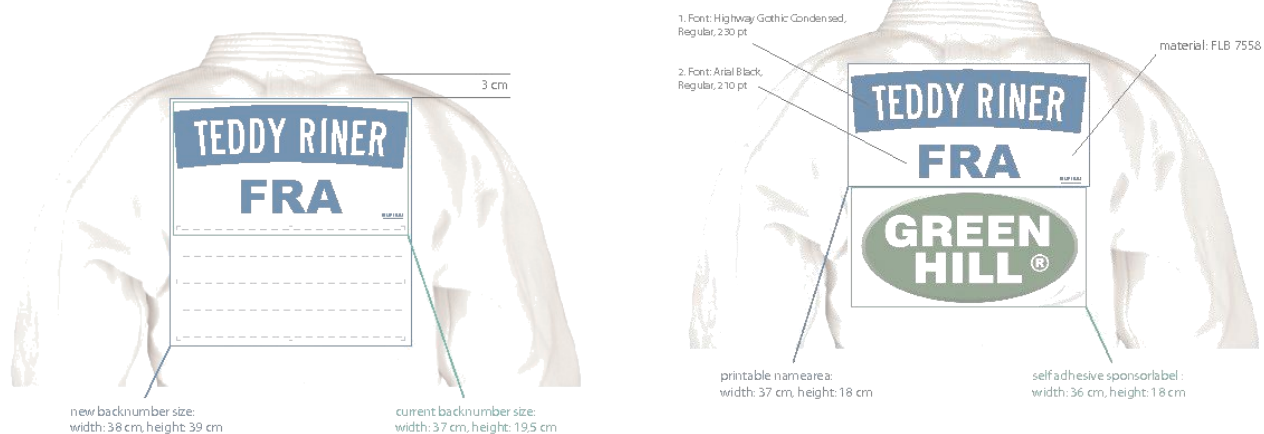 3 cm
TEDDY RINER
FRA
new backnumber size:
width: 38 cm, height: 39 cm
current backnumber size:
width: 37 cm, height: 19,5 cm
1. Font: Highway Gothic Condensed,
Regular, 230 pt
2. Font: Arial Black,
Regular, 210 pt
material: FLB 7558
TEDDY RINER
FRA
GREEN
HILL ®
printable namearea:
width: 37 cm, height: 18 cm
self adhesive sponsorlabel :
width: 36 cm, height: 18 cm